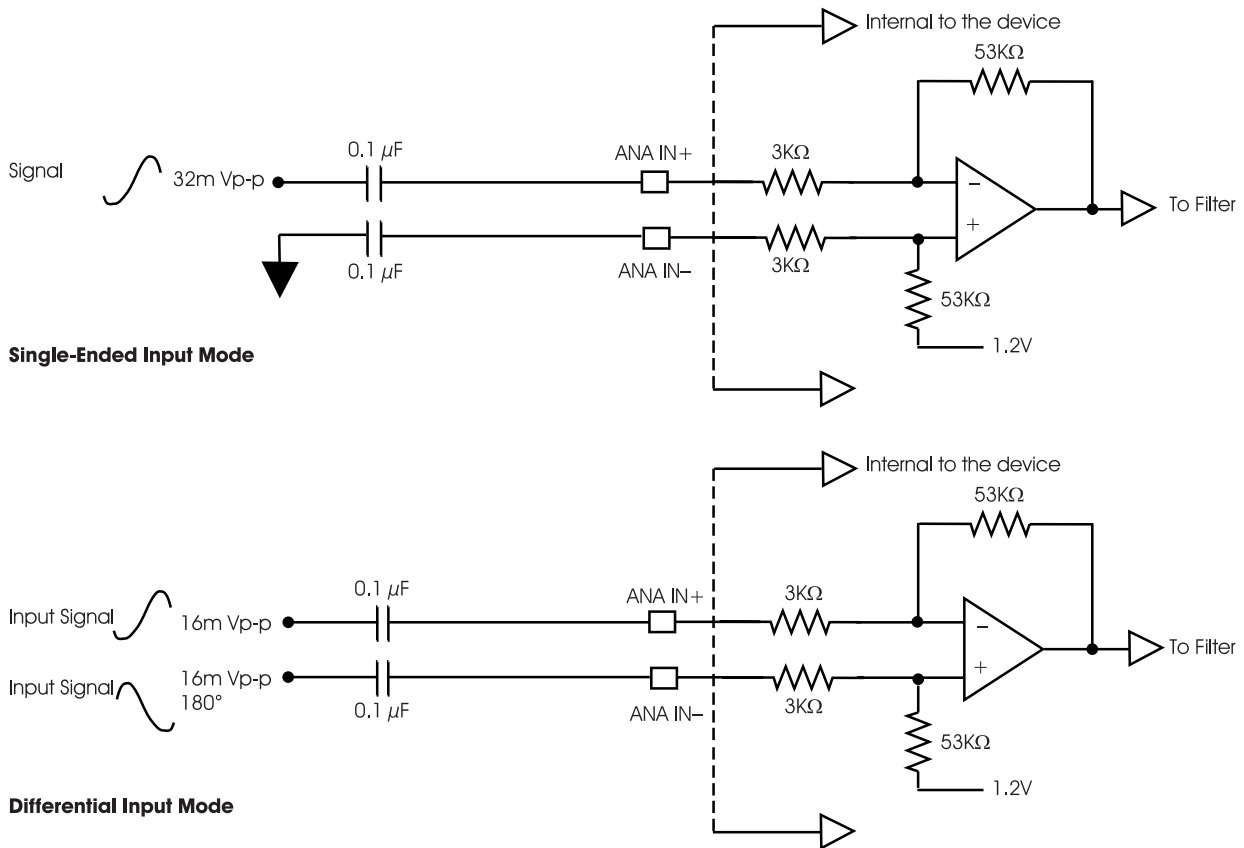 Internal to the device
53KΩ
0.1 µF
ANA IN+
3KΩ
Signal
32m Vp-p
−
To Filter
+
0.1 µF
ANA IN−
3KΩ
53KΩ
1.2V
Single-Ended Input Mode
Internal to the device
53KΩ
0.1 µF
ANA IN+
3KΩ
Input Signal
16m Vp-p
−
To Filter
+
Input Signal
16m Vp-p
180°
0.1 µF
ANA IN−
3KΩ
53KΩ
1.2V
Differential Input Mode